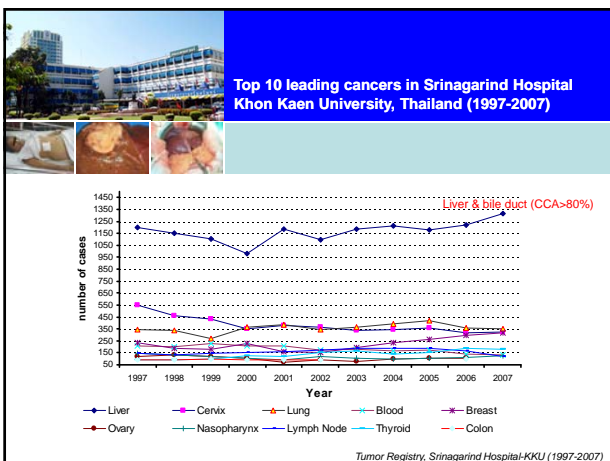 Top 10 leading cancers in Srinagarind Hospital
Khon Kaen University, Thailand (1997-2007)
Liver & bile duct (CCA>80%)
number of cases
1450
1350
1250
1150
1050
950
850
750
650
550
450
350
250
150
50
1997 1998 1999 2000 2001 2002 2003 2004 2005 2006 2007
Year
Liver Cervix Lung Blood Breast
Ovary Nasopharynx Lymph Node Thyroid Colon
Tumor Registry, Srinagarind Hospital-KKU (1997-2007)